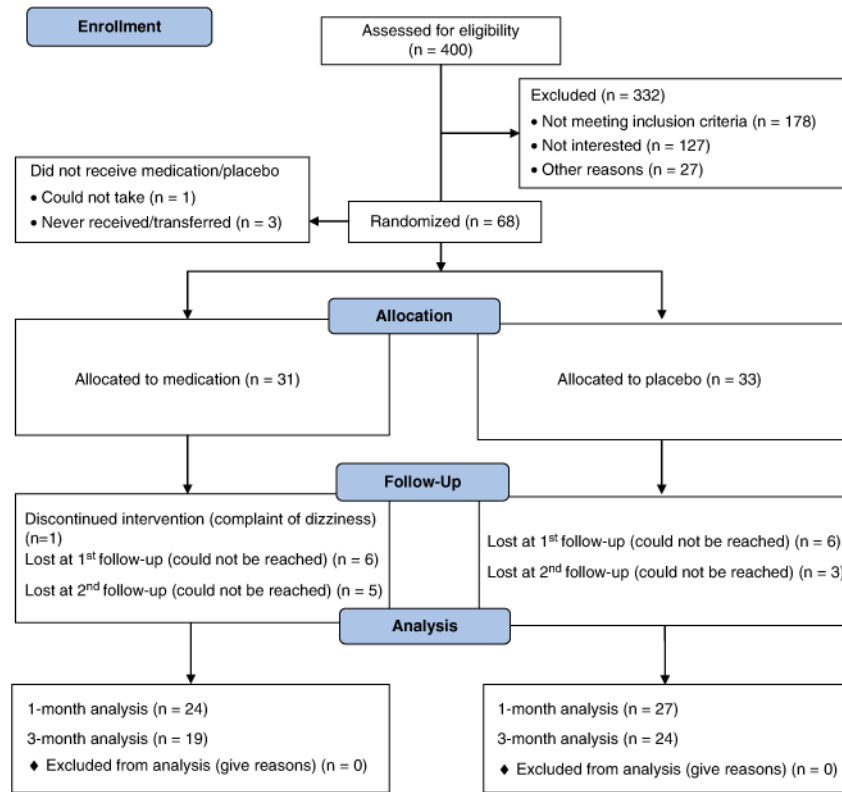 Enrollment
Assessed for eligibility
(n = 400)
Excluded (n = 332)
• Not meeting inclusion criteria (n = 178)
• Not interested (n = 127)
• Other reasons (n = 27)
Did not receive medication/placebo
• Could not take (n = 1)
• Never received/transferred (n = 3)
Randomized (n = 68)
Allocation
Allocated to medication (n = 31)
Allocated to placebo (n = 33)
Follow-Up
Discontinued intervention (complaint of dizziness)
(n=1)
Lost at 1st follow-up (could not be reached) (n = 6)
Lost at 2nd follow-up (could not be reached) (n = 5)
Lost at 1st follow-up (could not be reached) (n = 6)
Lost at 2nd follow-up (could not be reached) (n = 3)
Analysis
1-month analysis (n = 24)
3-month analysis (n = 19)
♦ Excluded from analysis (give reasons) (n = 0)
1-month analysis (n = 27)
3-month analysis (n = 24)
♦ Excluded from analysis (give reasons) (n = 0)